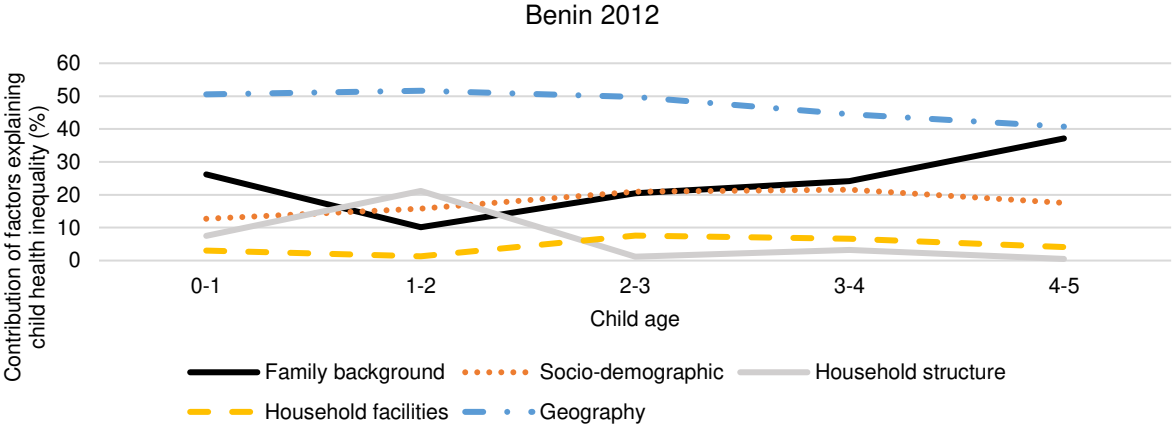 Benin 2012
Contribution of factors explaining
child health inequality (%)
60
50
40
30
20
10
0
0-1
1-2
2-3
3-4
4-5
Child age
Family background
Socio-demographic
Household structure
Household facilities
Geography